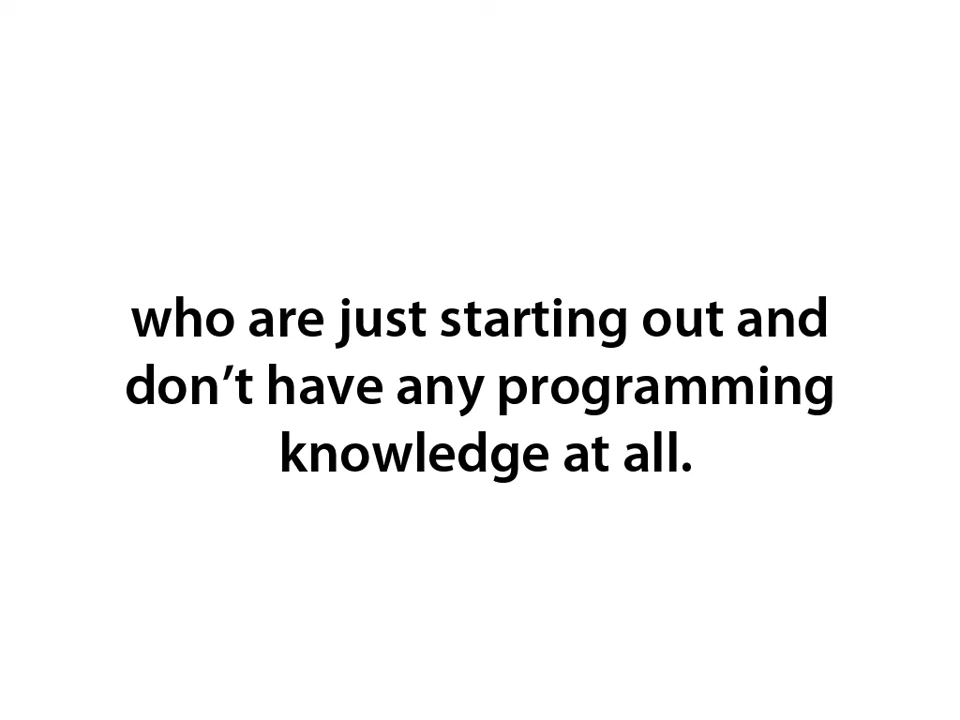 who are just starting out and
don’t have any programming
knowledge at all.